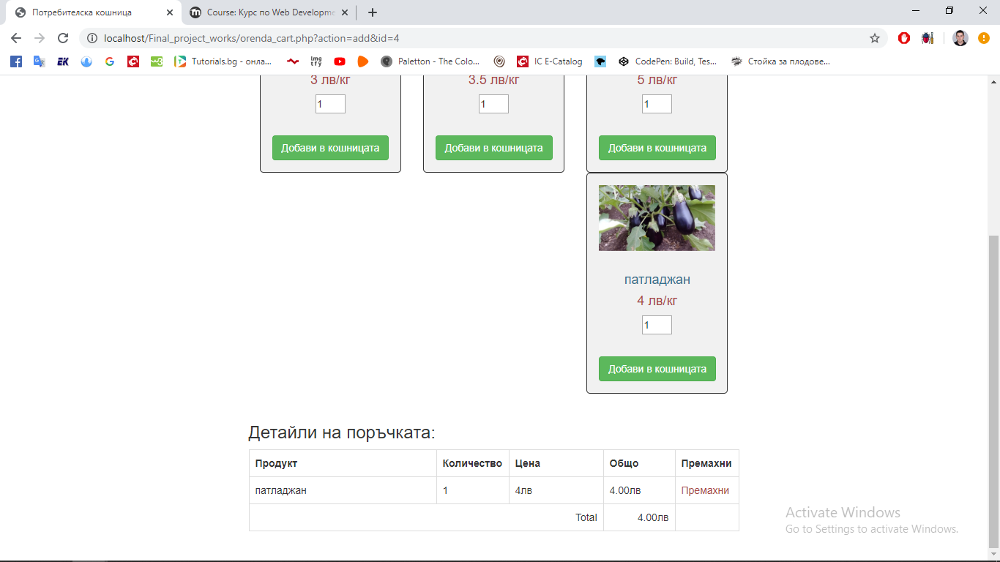 Потребителска кошница
Course: Курс по Web Developme
localhost/Final_project_works/orenda_cart.php?action=add&id=4
EK
Tutorials.bg - онла...
Img
Paletton - The Colo...
IC E-Catalog
CodePen: Build, Tes...
Стойка за плодове...
3 лв/кг
3.5 лв/кг
5 лв/кг
1
1
1
Добави в кошницата
Добави в кошницата
Добави в кошницата
патладжан
4 лв/кг
1
Добави в кошницата
Детайли на поръчката:
Продукт Количество Цена Общо Премахни
патладжан 1 4лв 4.00лв Премахни
Total 4.00лв
Activate Windows
Go to Settings to activate Windows.